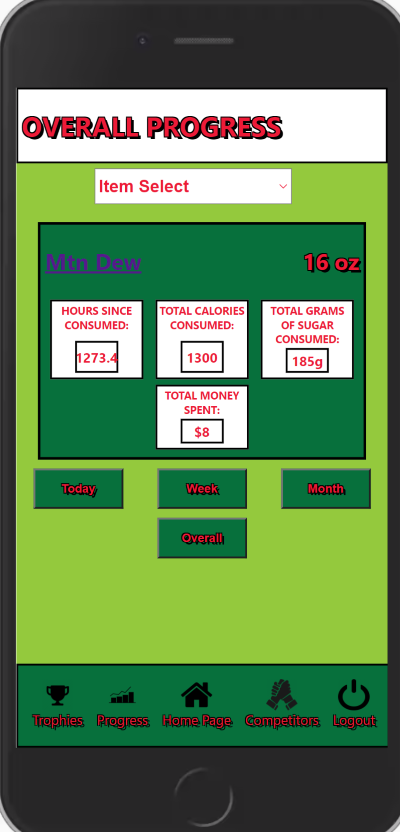 OVERALL PROGRESS
Item Select
Mtn Dew 16 oz
HOURS SINCE CONSUMED:
1273.4
TOTAL CALORIES CONSUMED:
1300
TOTAL GRAMS OF SUGAR CONSUMED:
185g
TOTAL MONEY SPENT:
$8
Today Week Month
Overall
Trophies Progress Home Page Competitors Logout